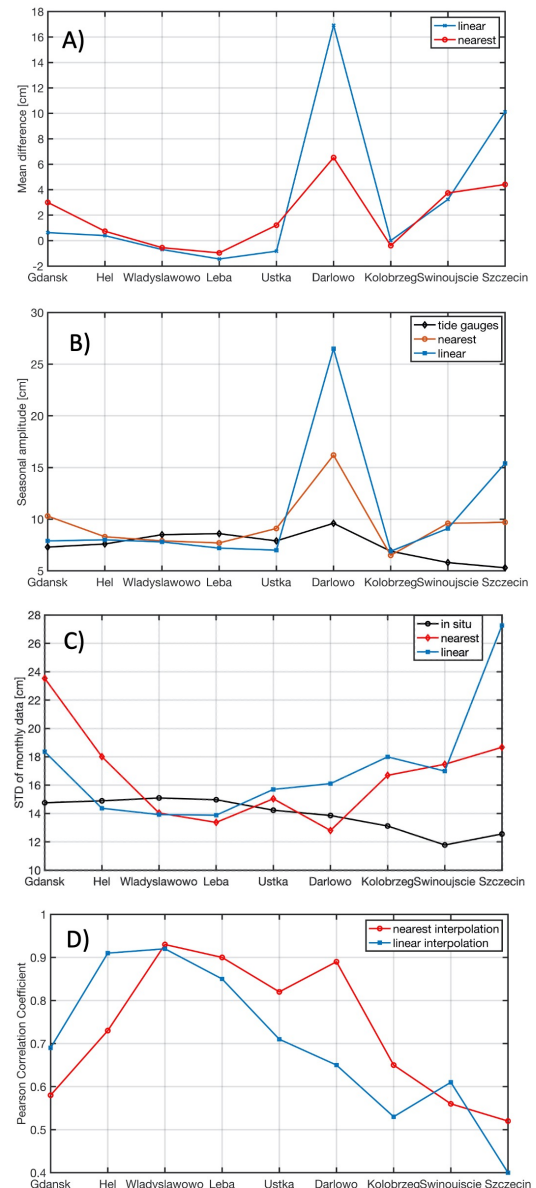 A)
Mean difference [cm]
18
16
14
12
10
8
6
4
2
0
-2
linear
nearest
Gdansk Hel Wladyslawowo Leba Ustka Darlowo Kolobrzeg Swinoujscie Szczecin
B)
Seasonal amplitude [cm]
30
25
20
15
10
5
tide gauges
nearest
linear
Gdansk Hel Wladyslawowo Leba Ustka Darlowo Kolobrzeg Swinoujscie Szczecin
C)
STD of monthly data [cm]
28
26
24
22
20
18
16
14
12
10
in situ
nearest
linear
Gdansk Hel Wladyslawowo Leba Ustka Darlowo Kolobrzeg Swinoujscie Szczecin
D)
Pearson Correlation Coefficient
1
0.9
0.8
0.7
0.6
0.5
0.4
nearest interpolation
linear interpolation
Gdansk Hel Wladyslawowo Leba Ustka Darlowo Kolobrzeg Swinoujscie Szczecin